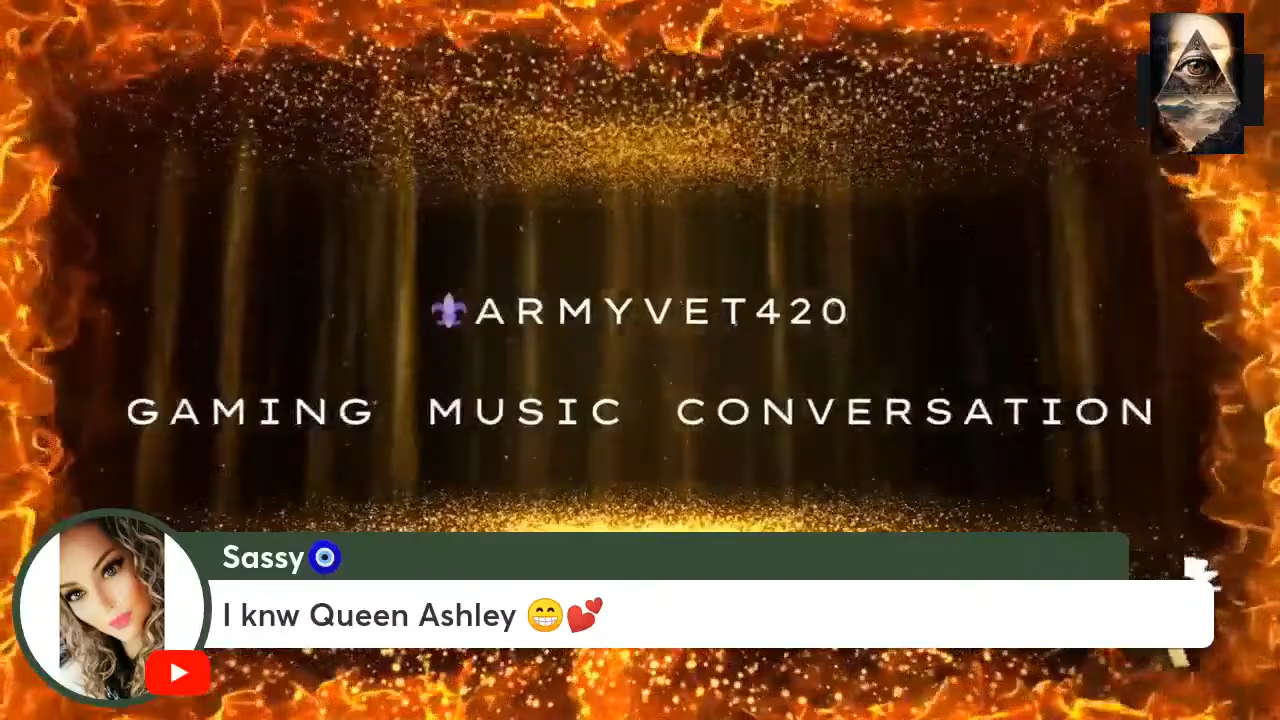 ⚜ARMYVET420
GAMING MUSIC CONVERSATION
Sassy🧿
I knw Queen Ashley 😁💕